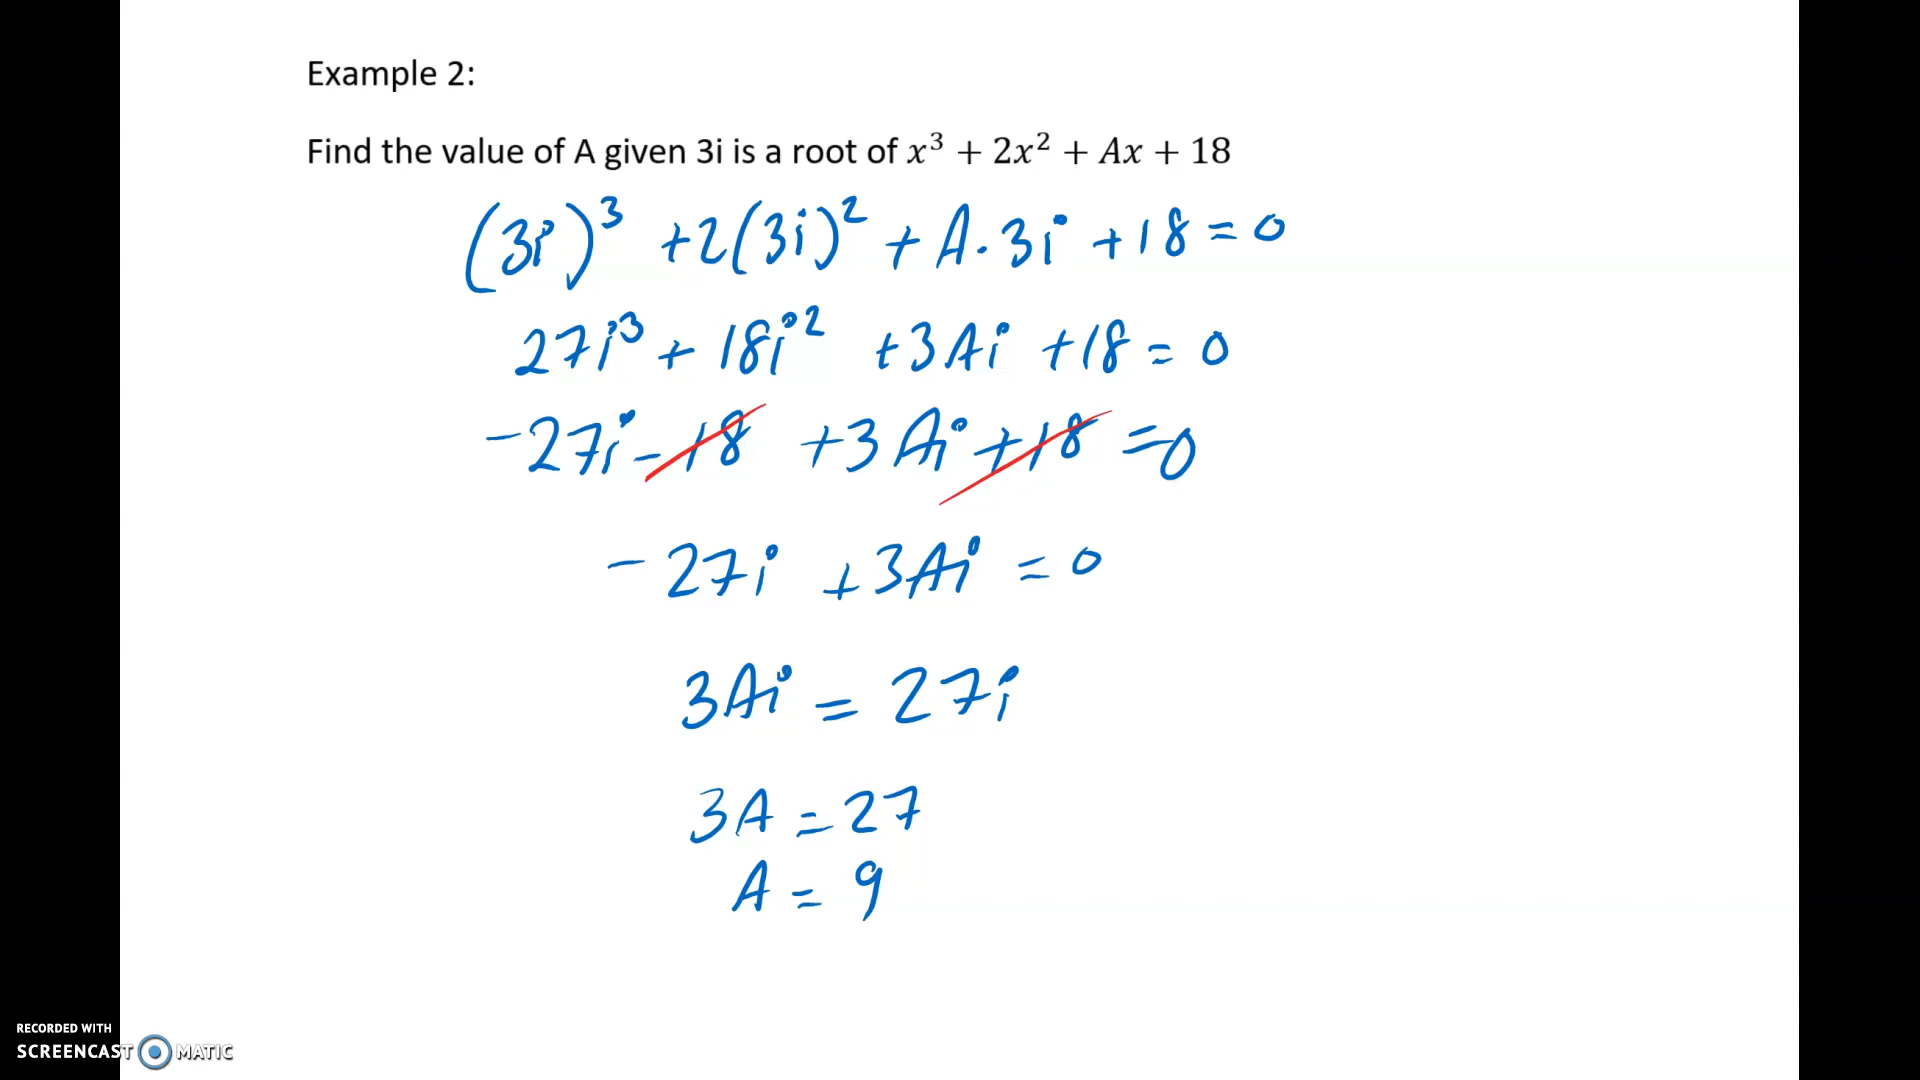 Example 2:
Find the value of A given 3i is a root of x³ + 2x² + Ax + 18
(3i)³ +2(3i)² + A·3i +18 = 0
27i³ + 18i² +3Ai +18 = 0
-27i -18 +3Ai +18 = 0
-27i +3Ai = 0
3Ai = 27i
3A = 27
A = 9
RECORDED WITH
SCREENCAST MATIC